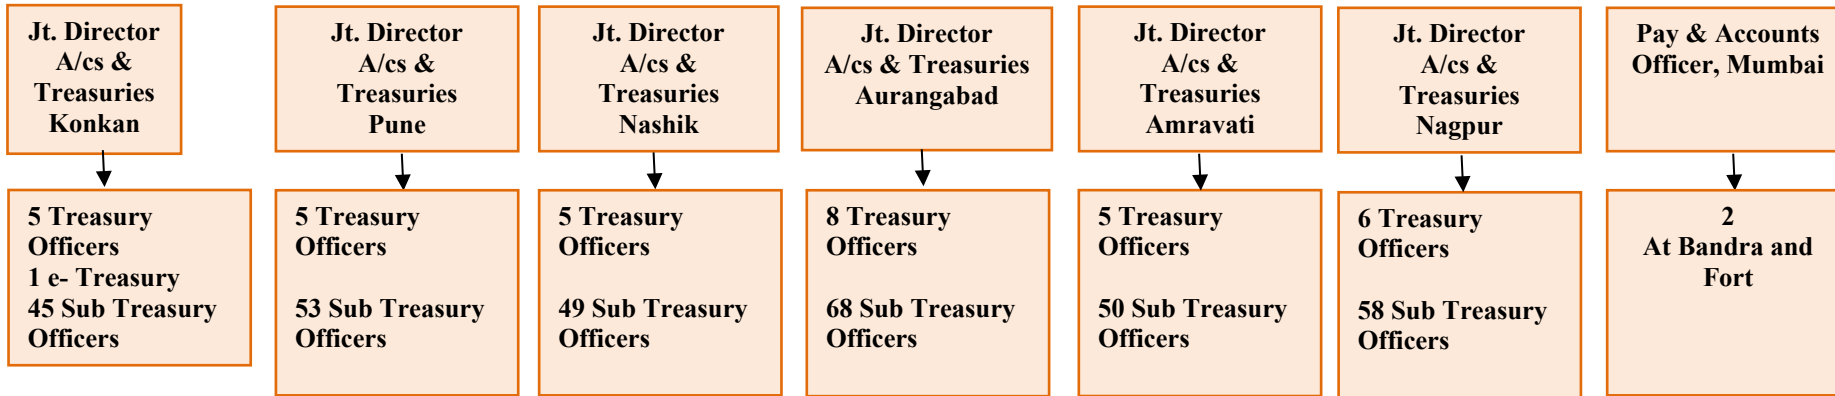 Jt. Director
A/cs &
Treasuries
Konkan
Jt. Director
A/cs &
Treasuries
Pune
Jt. Director
A/cs &
Treasuries
Nashik
Jt. Director
A/cs & Treasuries
Aurangabad
Jt. Director
A/cs &
Treasuries
Amravati
Jt. Director
A/cs &
Treasuries
Nagpur
Pay & Accounts
Officer, Mumbai
5 Treasury
Officers
1 e- Treasury
45 Sub Treasury
Officers
5 Treasury
Officers
53 Sub Treasury
Officers
5 Treasury
Officers
49 Sub Treasury
Officers
8 Treasury
Officers
68 Sub Treasury
Officers
5 Treasury
Officers
50 Sub Treasury
Officers
6 Treasury
Officers
58 Sub Treasury
Officers
2
At Bandra and
Fort